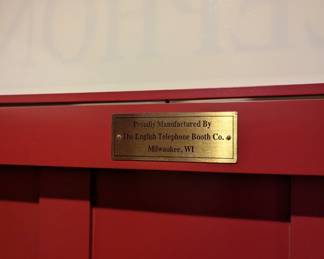 Proudly Manufactured By
The English Telephone Booth Co.
Milwaukee, WI